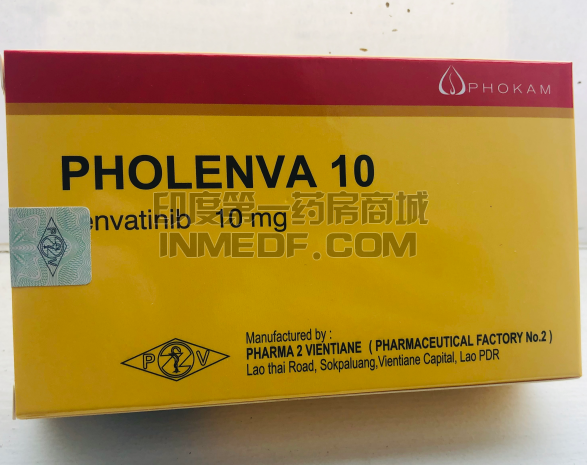 PHOKAM
PHOLENVA 10
envatinib 10 mg
印度第一药房商城
INMEDF.COM
P V
P V
Manufactured by :
PHARMA 2 VIENTIANE ( PHARMACEUTICAL FACTORY No.2 )
Lao thai Road, Sokpaluang,Vientiane Capital, Lao PDR